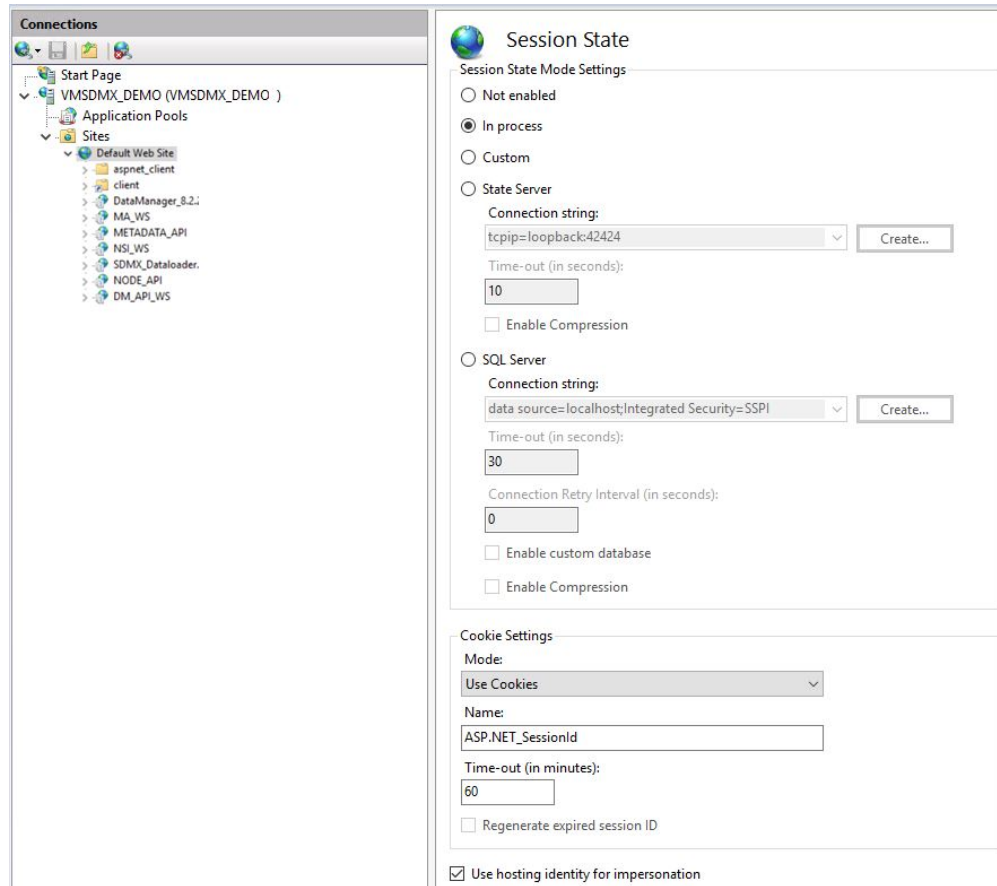 Connections
Start Page
VMSDMX_DEMO (VMSDMX_DEMO )
Application Pools
Sites
Default Web Site
aspnet_client
client
DataManager_8.2.
MA_WS
METADATA_API
NSI_WS
SDMX_Dataloader.
NODE_API
DM_API_WS
Session State
Session State Mode Settings
Not enabled
In process
Custom
State Server
Connection string:
tcpip=loopback:42424
Create...
Time-out (in seconds):
10
Enable Compression
SQL Server
Connection string:
data source=localhost;Integrated Security=SSPI
Create...
Time-out (in seconds):
30
Connection Retry Interval (in seconds):
0
Enable custom database
Enable Compression
Cookie Settings
Mode:
Use Cookies
Name:
ASP.NET_SessionId
Time-out (in minutes):
60
Regenerate expired session ID
Use hosting identity for impersonation